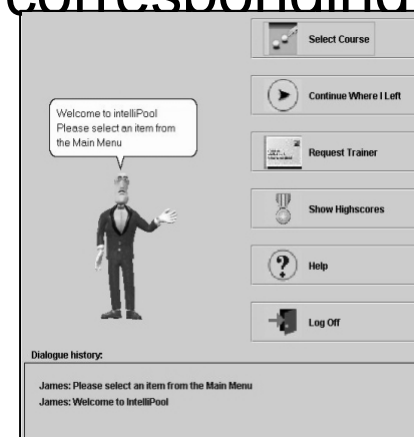 corresponding
Welcome to intelliPool
Please select an item from
the Main Menu
Select Course
Continue Where I Left
Request Trainer
Show Highscores
Help
Log Off
Dialogue history:
James: Please select an item from the Main Menu
James: Welcome to IntelliPool